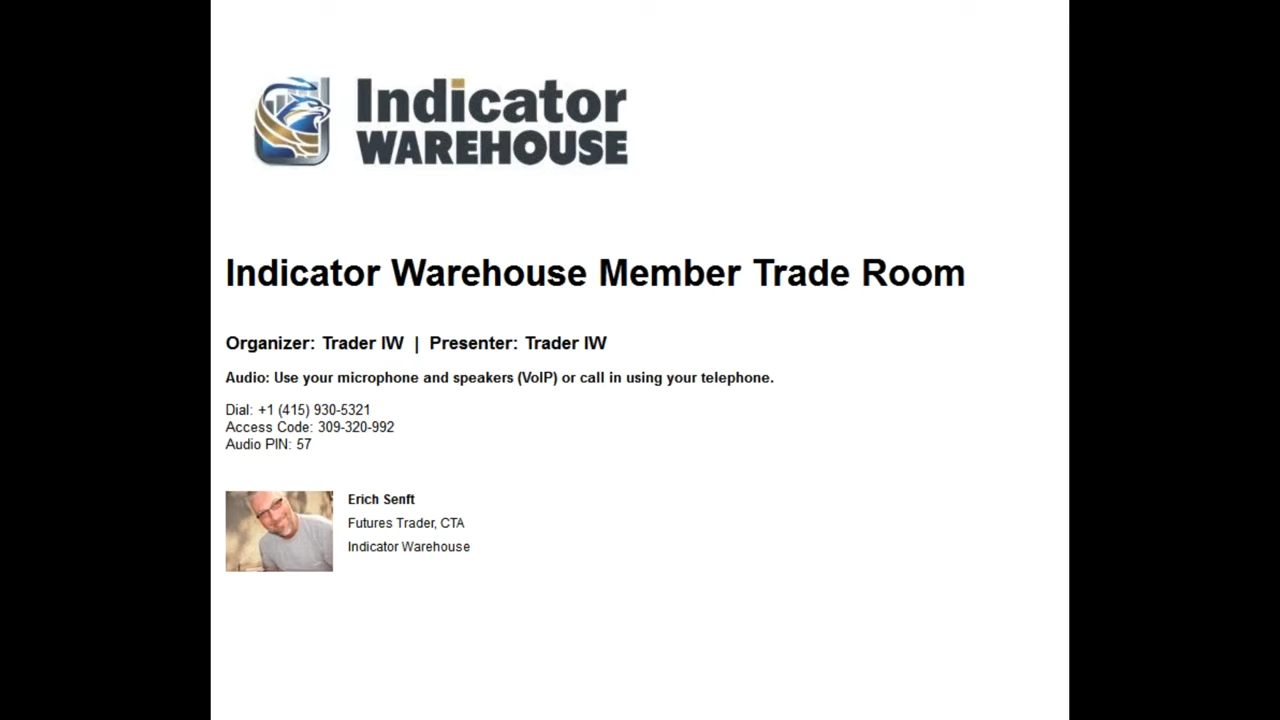 Indicator
WAREHOUSE
Indicator Warehouse Member Trade Room
Organizer: Trader IW | Presenter: Trader IW
Audio: Use your microphone and speakers (VoIP) or call in using your telephone.
Dial: +1 (415) 930-5321
Access Code: 309-320-992
Audio PIN: 57
Erich Senft
Futures Trader, CTA
Indicator Warehouse